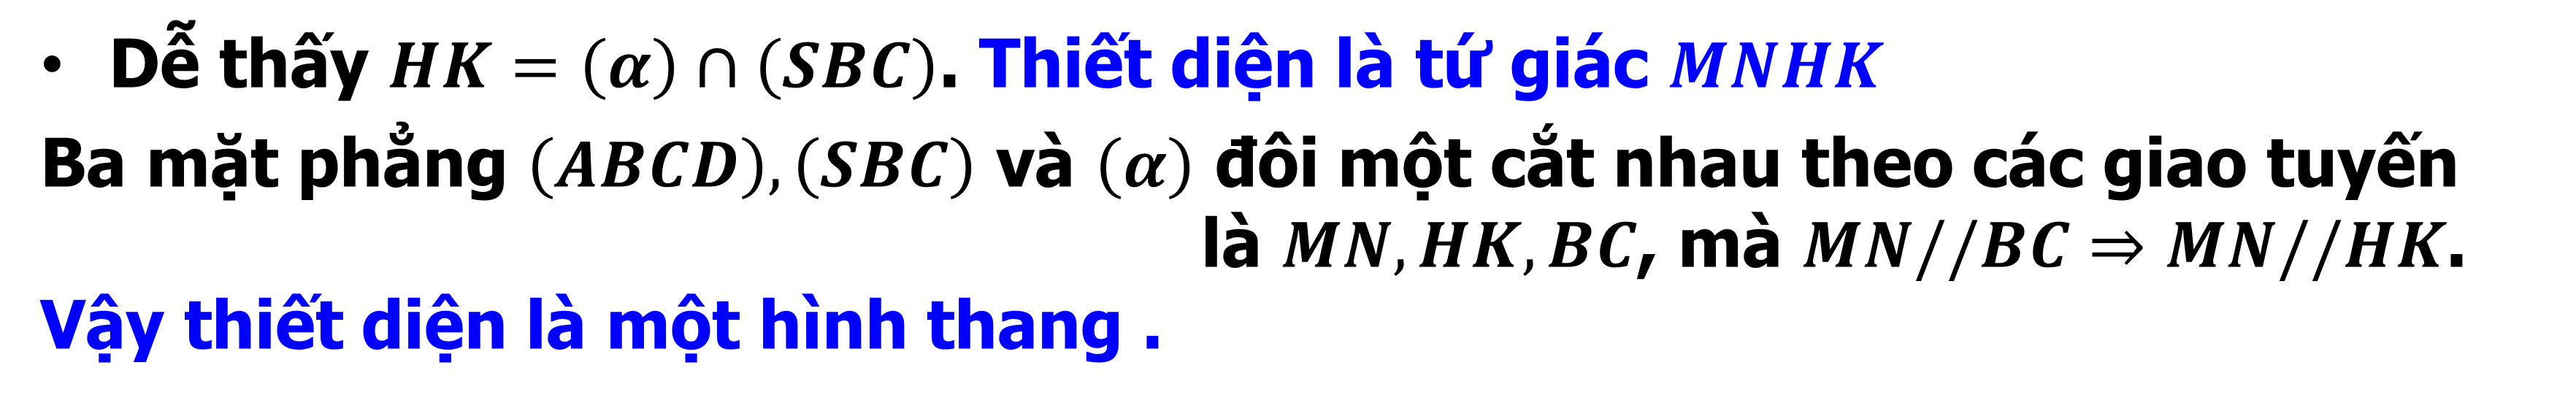 • Dễ thấy HK = (α) ∩ (SBC). Thiết diện là tứ giác MNHK
Ba mặt phẳng (ABCD), (SBC) và (α) đôi một cắt nhau theo các giao tuyến
là MN, HK, BC, mà MN//BC ⇒ MN//HK.
Vậy thiết diện là một hình thang .